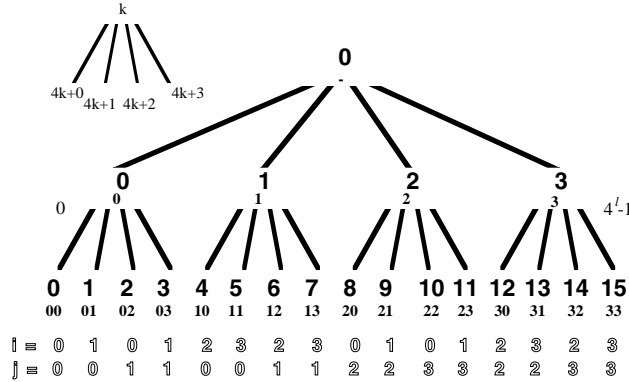 k
0
4k+0 4k+1 4k+2 4k+3
-
0 1 2 3
0 1 2 3
0 4^l-1
0 1 2 3 4 5 6 7 8 9 10 11 12 13 14 15
00 01 02 03 10 11 12 13 20 21 22 23 30 31 32 33
i = 0 1 0 1 2 3 2 3 0 1 0 1 2 3 2 3
j = 0 0 1 1 0 0 1 1 2 2 3 3 2 2 3 3